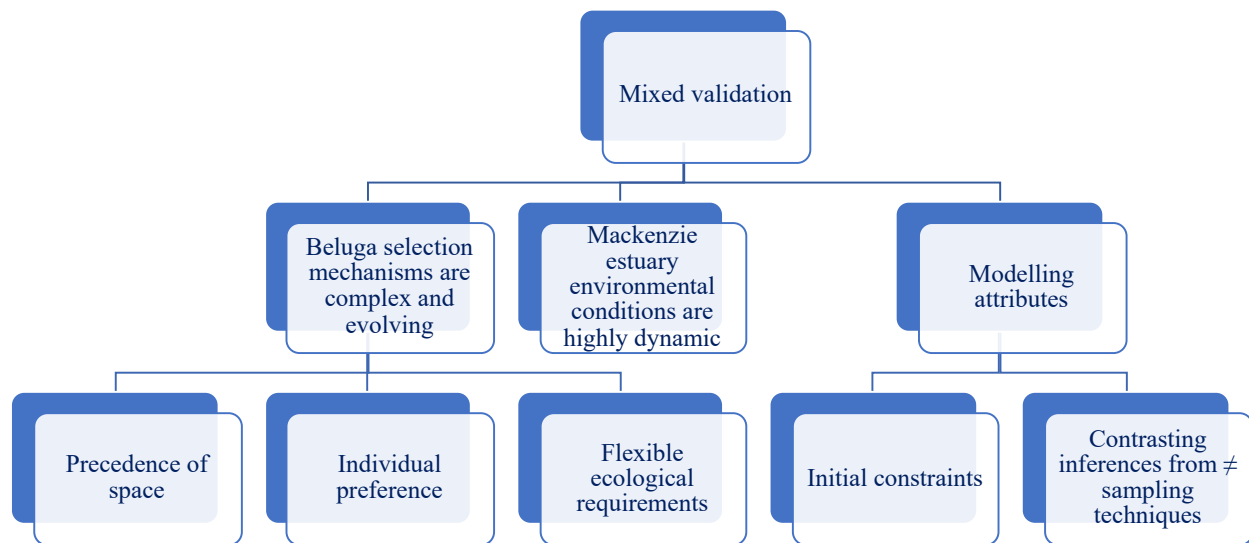 Mixed validation
Beluga selection
mechanisms are
complex and
evolving
Mackenzie
estuary
environmental
conditions are
highly dynamic
Modelling
attributes
Precedence of
space
Individual
preference
Flexible
ecological
requirements
Initial constraints
Contrasting
inferences from ≠
sampling
techniques